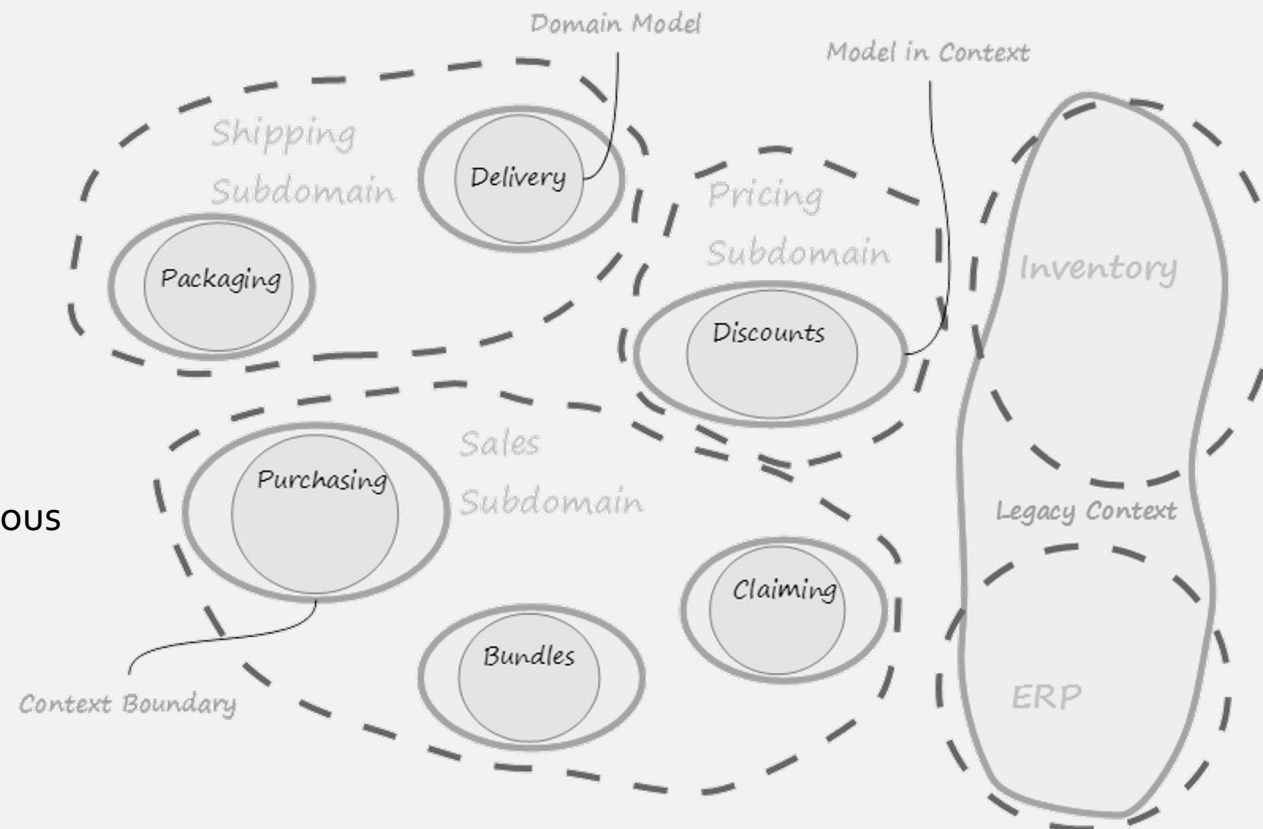 Domain Model
Model in Context
Shipping
Subdomain
Delivery
Packaging
Pricing
Subdomain
Discounts
Inventory
Sales
Subdomain
Purchasing
ous
Legacy Context
Claiming
Bundles
Context Boundary
ERP